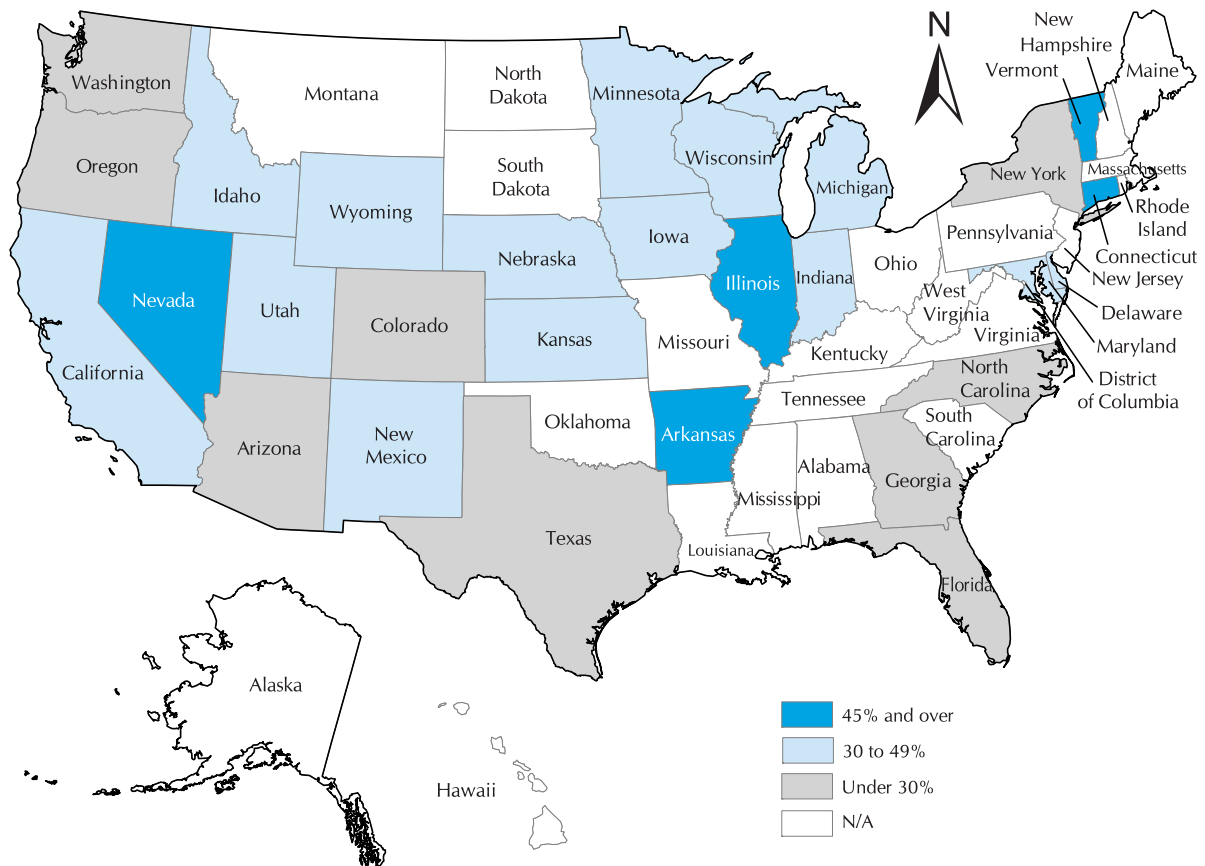 N
New
Hampshire
Vermont
Maine
Washington
Montana
North
Dakota
Minnesota
Oregon
Idaho
South
Dakota
Wisconsin
Michigan
New York
Massachusetts
Rhode
Island
Wyoming
Connecticut
Nebraska
Iowa
Pennsylvania
New Jersey
Nevada
Utah
Illinois
Indiana
Ohio
West
Virginia
Delaware
Colorado
Kansas
Missouri
Kentucky
Virginia
Maryland
California
North
Carolina
District
of Columbia
Tennessee
Arizona
New
Mexico
Oklahoma
Arkansas
South
Carolina
Alabama
Georgia
Mississippi
Texas
Louisiana
Florida
Alaska
Hawaii
45% and over
30 to 49%
Under 30%
N/A